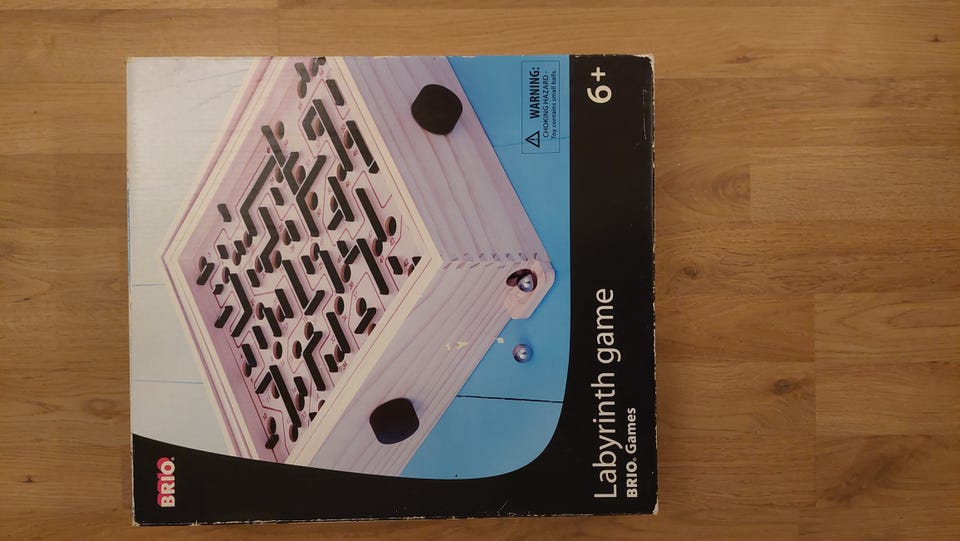 BRIO®
WARNING:
CHOKING HAZARD -
Toy contains small balls.
6+
Labyrinth game
BRIO® Games